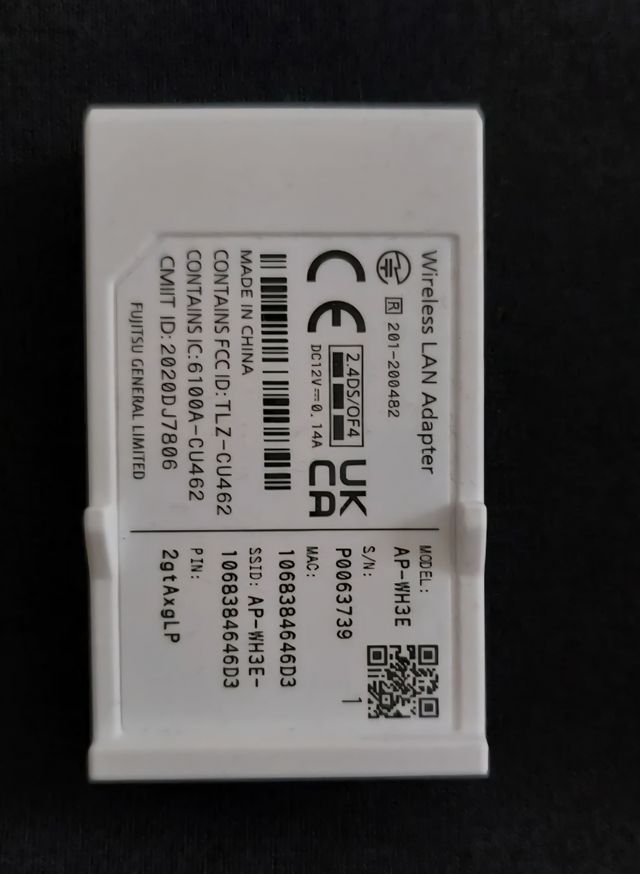 Wireless LAN Adapter
R 201-200482
CE
2.4DS/OF4
DC12V⎓0.14A
UK
CA
MADE IN CHINA
CONTAINS FCC ID:TLZ-CU462
CONTAINS IC:6100A-CU462
CMIIT ID:2020DJ7806
FUJITSU GENERAL LIMITED
MODEL:
AP-WH3E
S/N:
P0063739
1
MAC:
1068384646D3
SSID: AP-WH3E-
1068384646D3
PIN:
2gtAxgLP